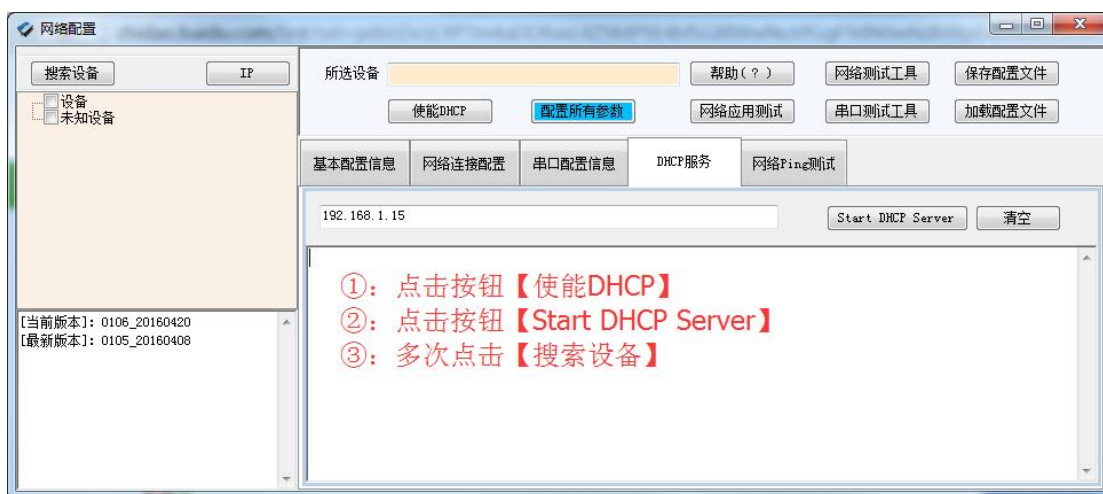 网络配置
搜索设备 IP 所选设备 帮助(?) 网络测试工具 保存配置文件
使能DHCP 配置所有参数 网络应用测试 串口测试工具 加载配置文件
设备
未知设备
基本配置信息 网络连接配置 串口配置信息 DHCP服务 网络Ping测试
192.168.1.15 Start DHCP Server 清空
①：点击按钮【使能DHCP】
②：点击按钮【Start DHCP Server】
③：多次点击【搜索设备】
[当前版本]: 0106_20160420
[最新版本]: 0105_20160408